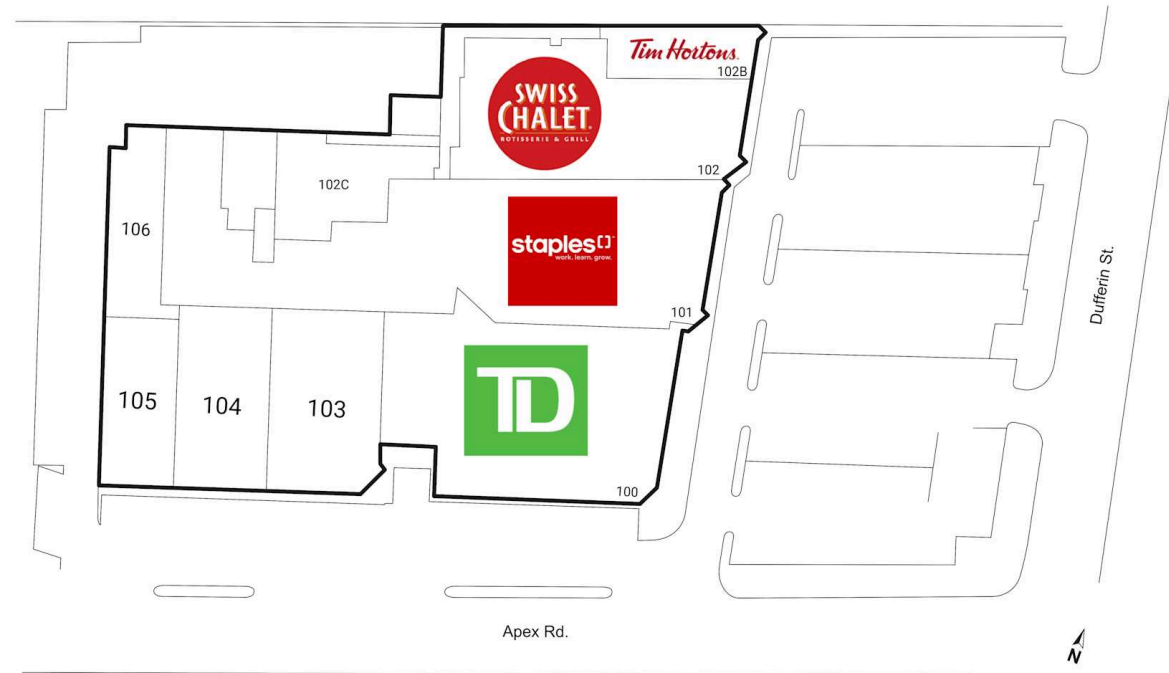 Tim Hortons.
102B
SWISS
CHALET.
ROTISSERIE & GRILL
102
102C
106
staples
work. learn. grow.
101
Dufferin St.
TD
105
104
103
100
Apex Rd.
N